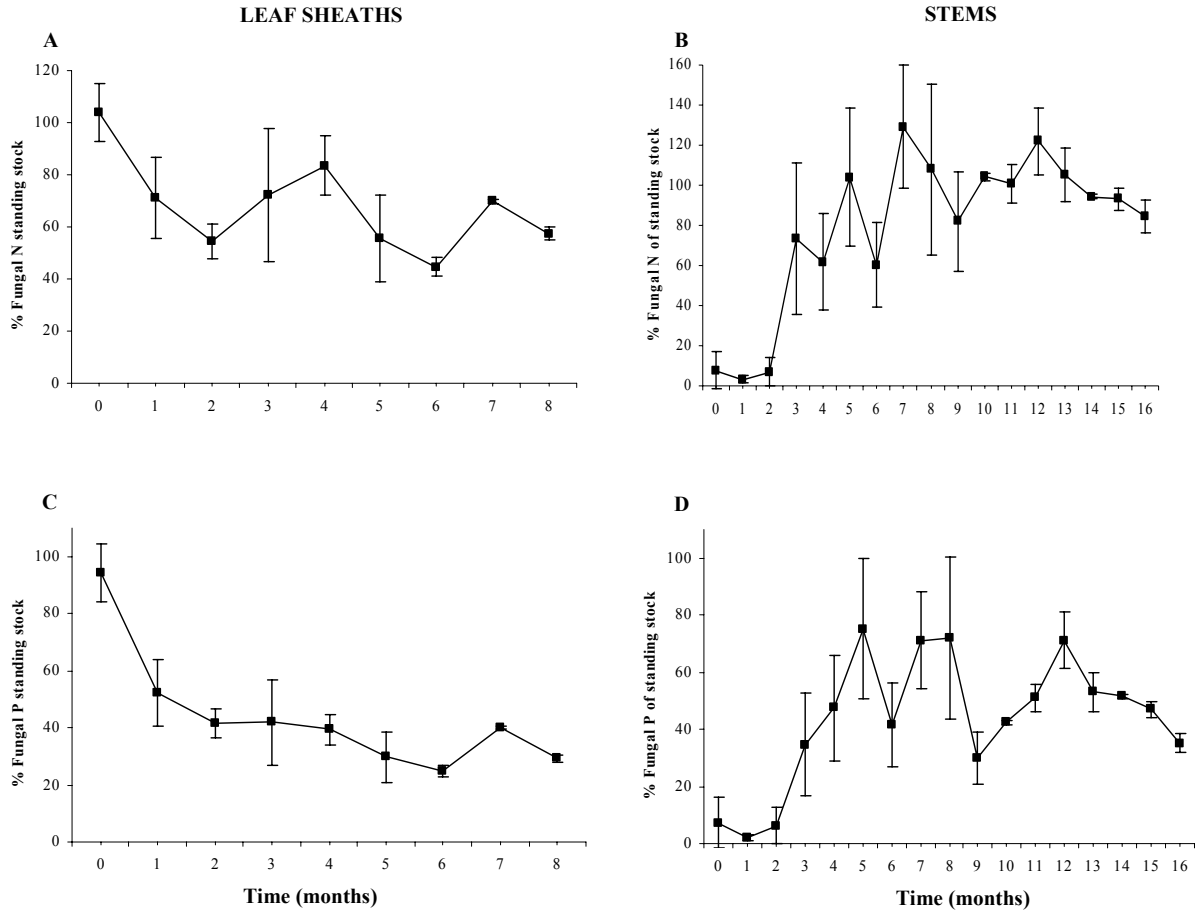 LEAF SHEATHS
STEMS
A
% Fungal N standing stock
120
100
80
60
40
20
0
0 1 2 3 4 5 6 7 8
B
% Fungal N of standing stock
160
140
120
100
80
60
40
20
0
0 1 2 3 4 5 6 7 8 9 10 11 12 13 14 15 16
C
% Fungal P standing stock
100
80
60
40
20
0
0 1 2 3 4 5 6 7 8
Time (months)
D
% Fungal P of standing stock
100
80
60
40
20
0
0 1 2 3 4 5 6 7 8 9 10 11 12 13 14 15 16
Time (months)